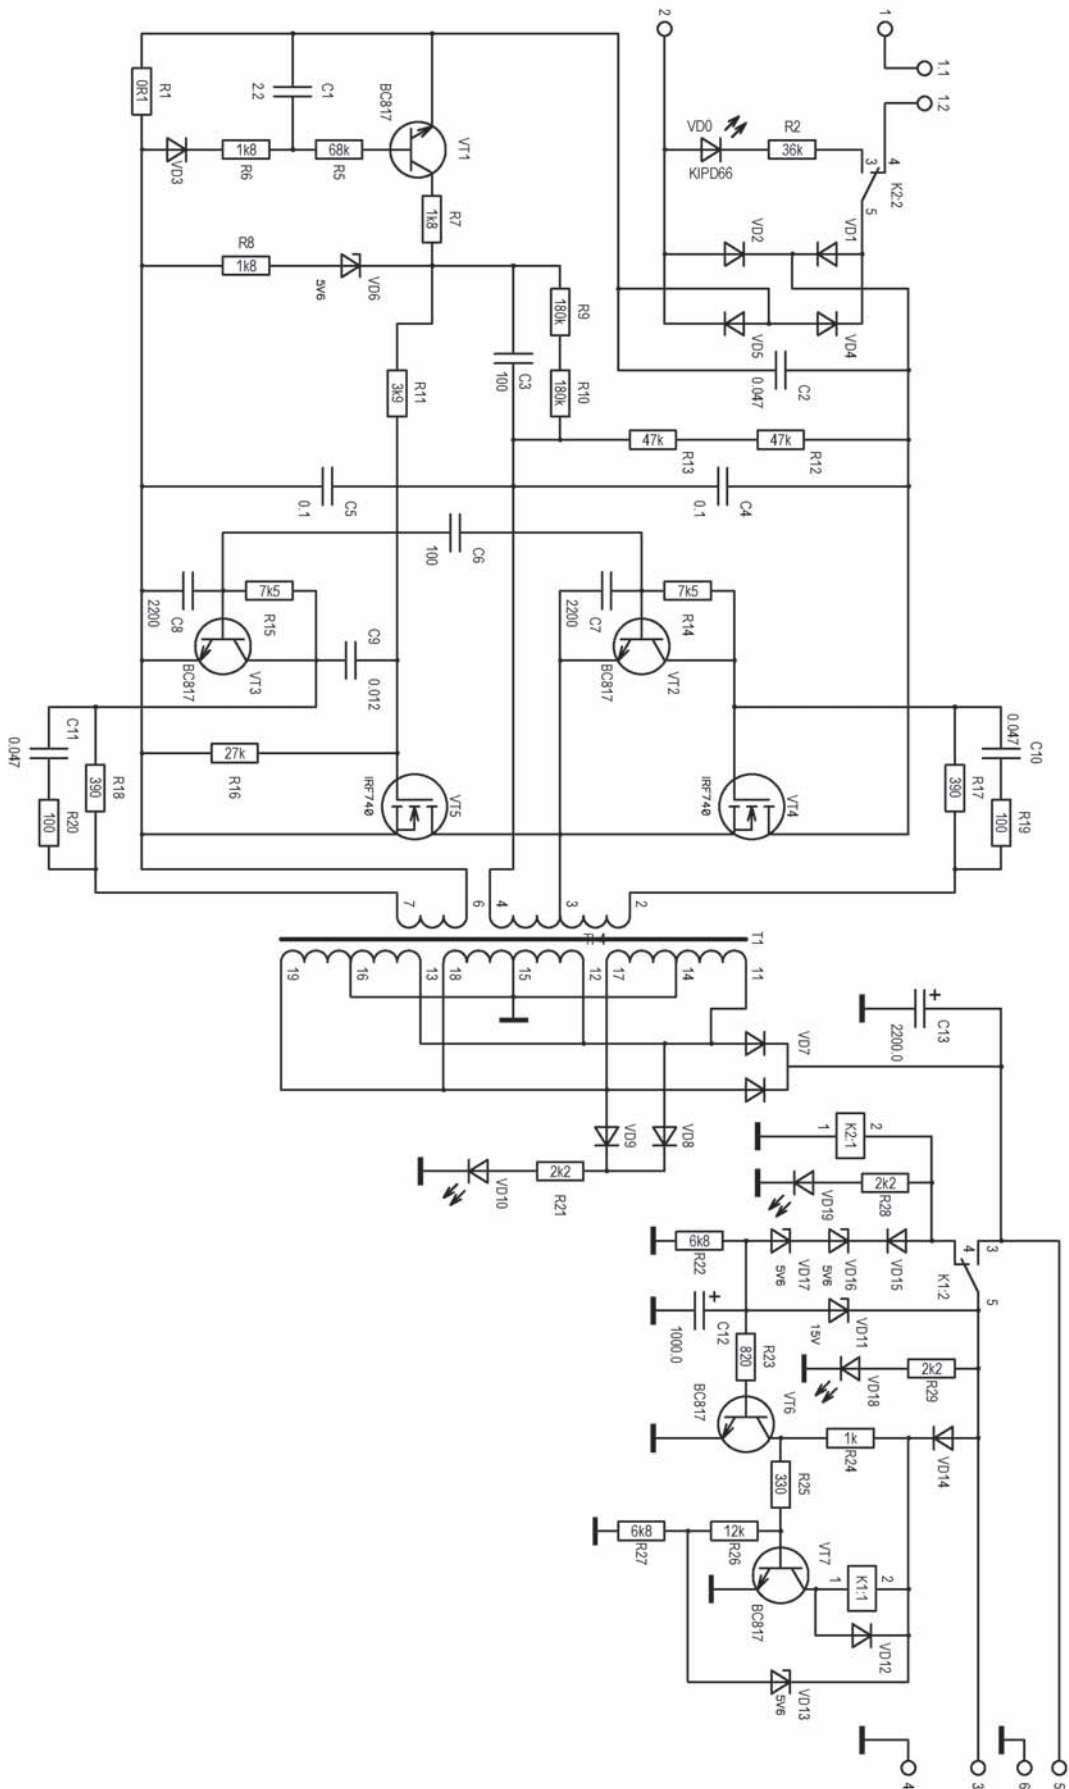 2
1
1.1
1.2
R1
0R1
2.2
C1
BC817
VT1
VD3
1k8
R6
68k
R5
VD0
KIPD66
R2
36k
3
4
K2:2
5
R7
1k8
R8
1k8
5V6
VD6
VD2
VD1
VD5
VD4
R9
180k
R10
180k
C3
100
R11
3k9
C2
0.047
47k
R13
47k
R12
C5
0.1
C4
0.1
C6
100
7k5
R15
C8
2200
VT3
BC817
C9
0.012
7k5
R14
C7
2200
VT2
BC817
C11
0.047
R18
390
R20
100
27k
R16
IRF740
VT5
IRF740
VT4
C10
0.047
R17
390
R19
100
7
6
4
3
2
T1
19
16
13
18
15
12
17
14
11
VD7
C13
+
2200.0
VD9
VD8
VD10
2k2
R21
1
K2:1
2
VD19
2k2
R28
6k8
R22
VD17
5V6
VD16
5V6
VD15
4
3
K1:2
5
+
C12
1000.0
VD11
15V
R23
820
VD18
2k2
R29
BC817
VT6
1k
R24
VD14
R25
330
6k8
R27
12k
R26
VT7
BC817
1
K1:1
2
VD12
VD13
5V6
4
3
6
5